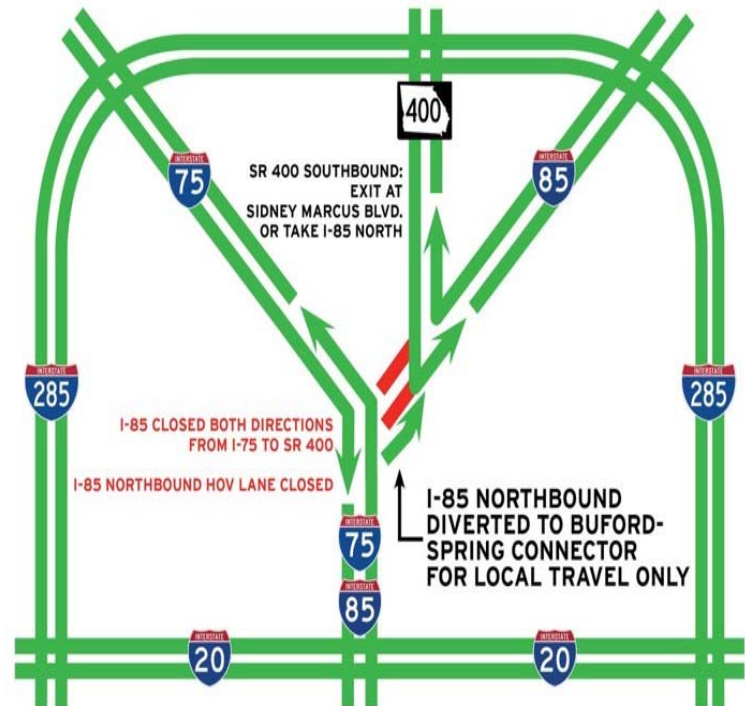 400
INTERSTATE
75
SR 400 SOUTHBOUND:
EXIT AT
SIDNEY MARCUS BLVD.
OR TAKE I-85 NORTH
INTERSTATE
85
INTERSTATE
285
INTERSTATE
285
I-85 CLOSED BOTH DIRECTIONS
FROM I-75 TO SR 400
I-85 NORTHBOUND HOV LANE CLOSED
I-85 NORTHBOUND
DIVERTED TO BUFORD-
SPRING CONNECTOR
FOR LOCAL TRAVEL ONLY
INTERSTATE
75
INTERSTATE
85
INTERSTATE
20
INTERSTATE
20